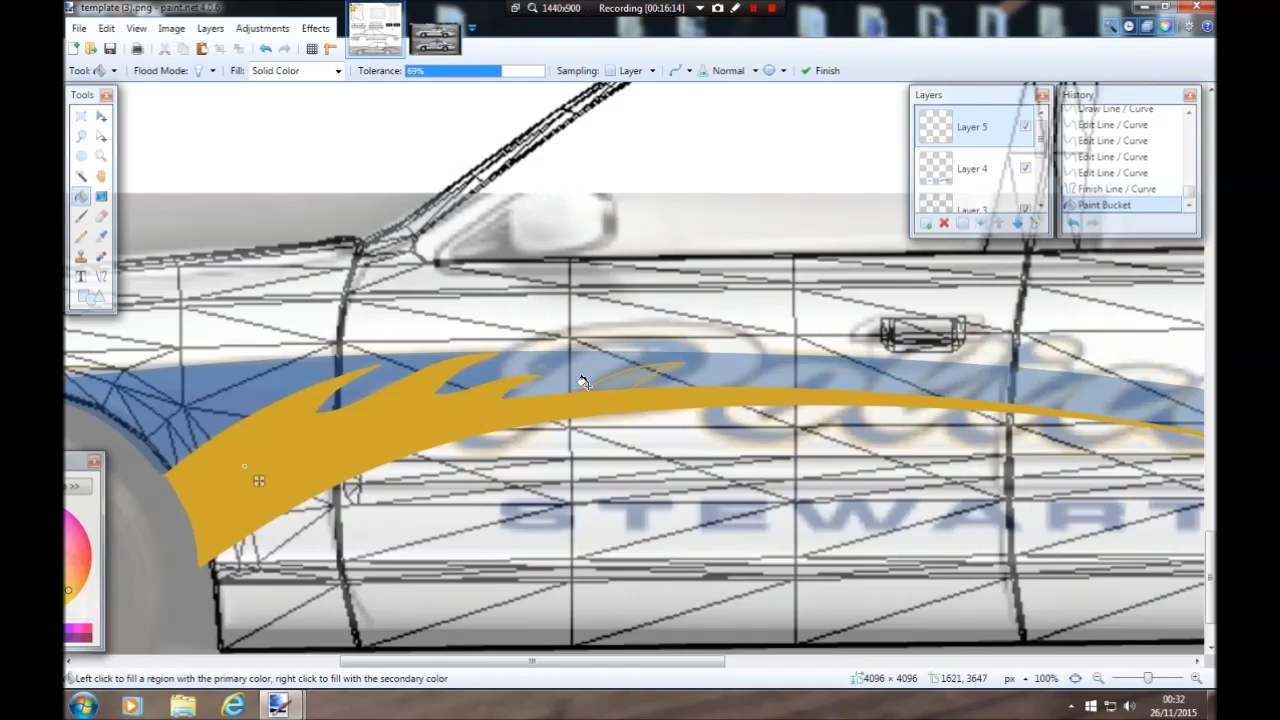 template (3).png - paint.net 4.0.6
1440x900
Recording [00:16:14]
File Edit View Image Layers Adjustments Effects
Tool: Flood Mode: Fill: Solid Color Tolerance: 69% Sampling: Layer Normal Finish
Tools
Layers
History
Layer 5
Layer 4
Layer 3
Draw Line / Curve
Edit Line / Curve
Edit Line / Curve
Edit Line / Curve
Edit Line / Curve
Finish Line / Curve
Paint Bucket
>>
STEWART
Left click to fill a region with the primary color, right click to fill with the secondary color
4096 × 4096
1621, 3647
px
100%
00:32
26/11/2015